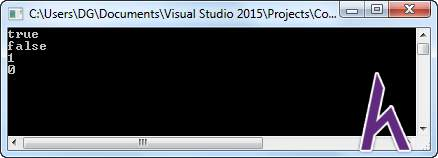 C:\Users\DG\Documents\Visual Studio 2015\Projects\Co...
true
false
1
0